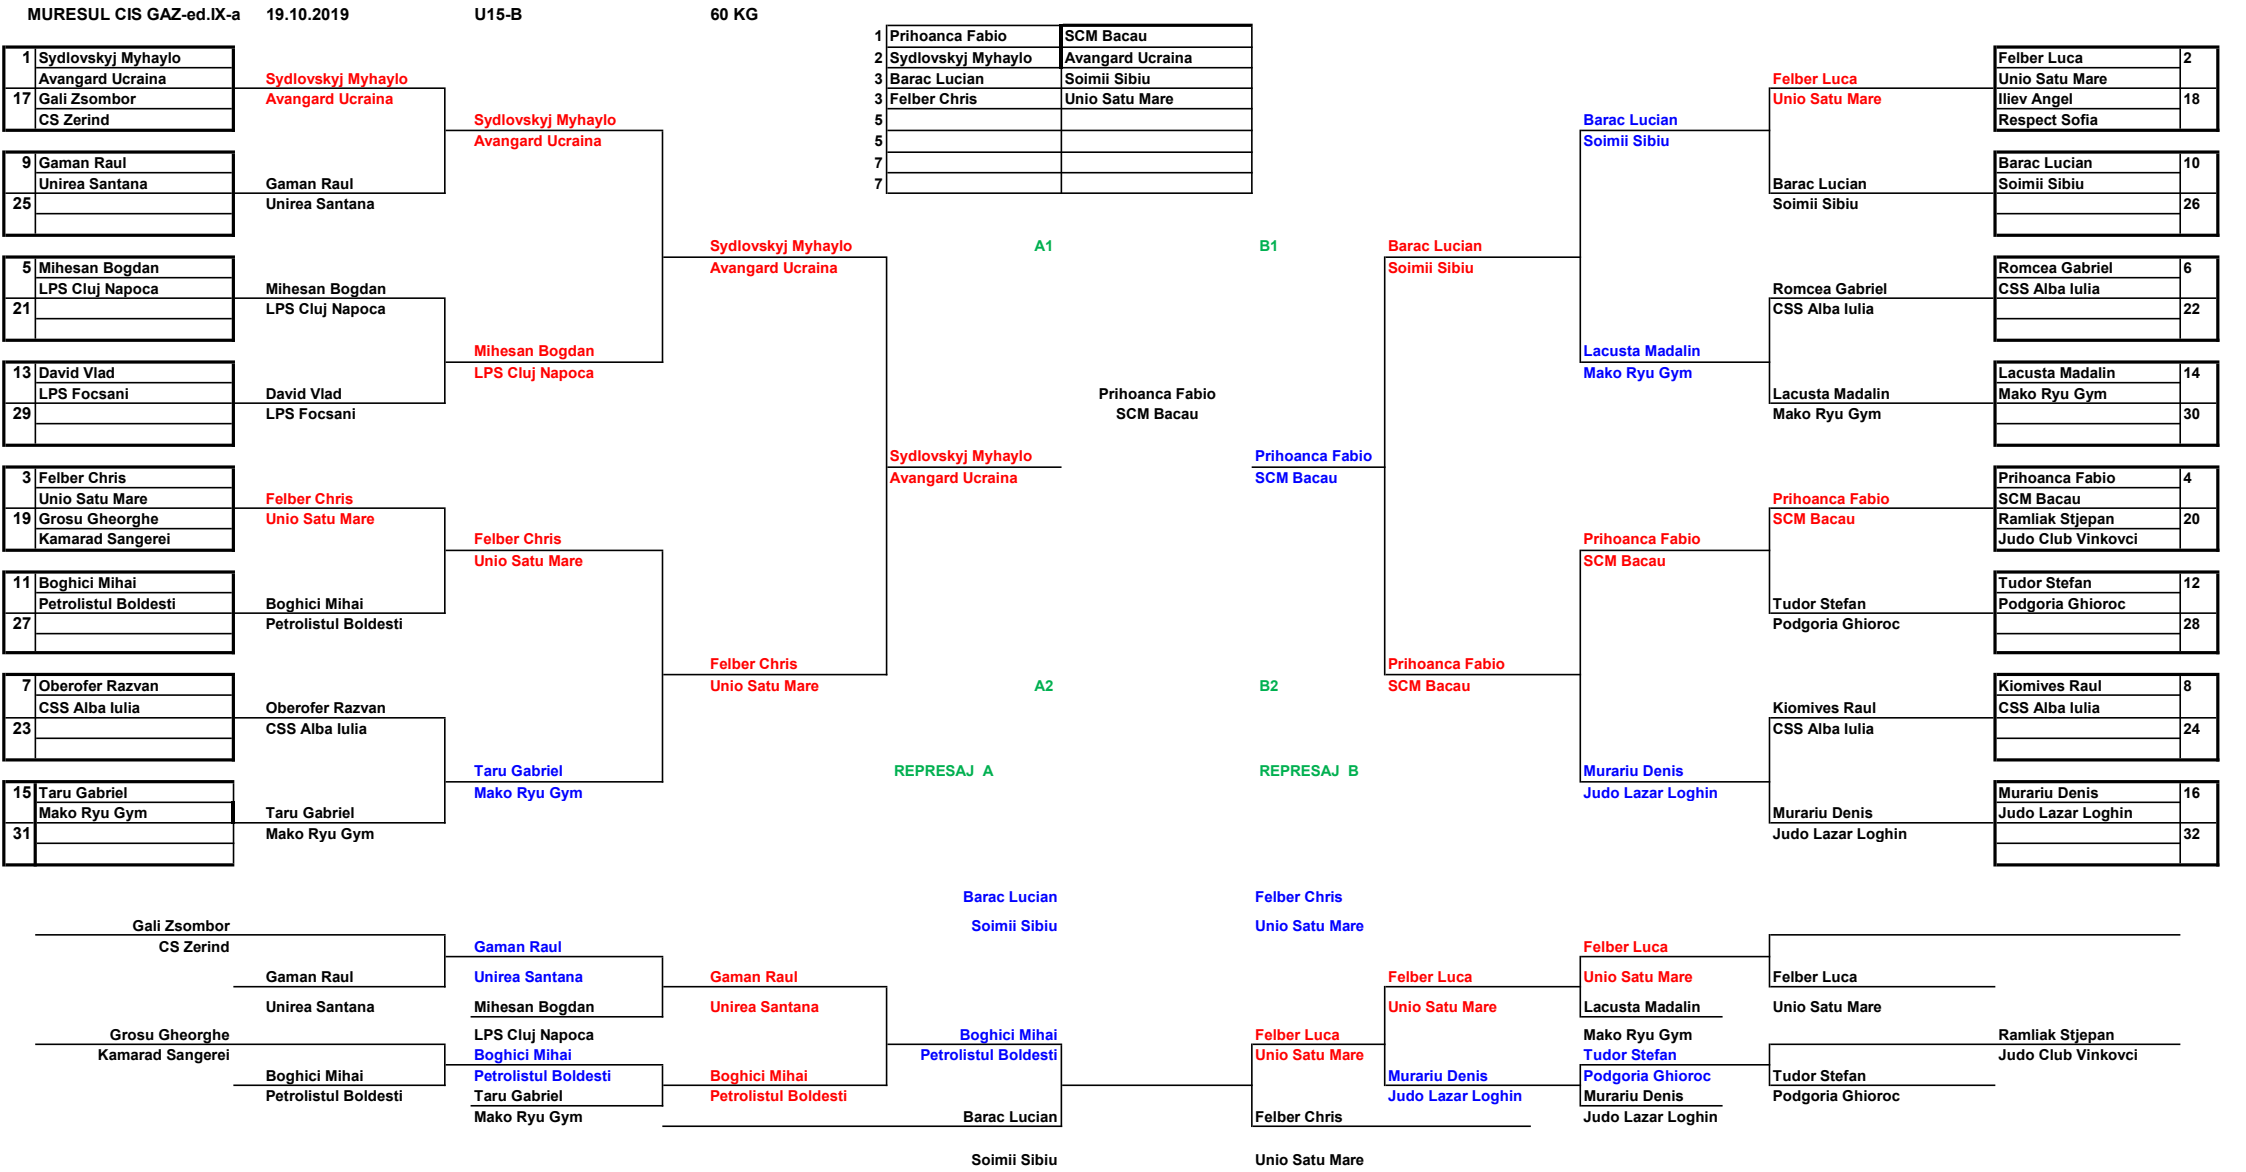 MURESUL CIS GAZ-ed.IX-a 19.10.2019 U15-B 60 KG
1 Prihoanca Fabio SCM Bacau
2 Sydlovskyj Myhaylo Avangard Ucraina
3 Barac Lucian Soimii Sibiu
3 Felber Chris Unio Satu Mare
5
5
7
7
1 Sydlovskyj Myhaylo
Avangard Ucraina
17 Gali Zsombor
CS Zerind
9 Gaman Raul
Unirea Santana
25
5 Mihesan Bogdan
LPS Cluj Napoca
21
13 David Vlad
LPS Focsani
29
3 Felber Chris
Unio Satu Mare
19 Grosu Gheorghe
Kamarad Sangerei
11 Boghici Mihai
Petrolistul Boldesti
27
7 Oberofer Razvan
CSS Alba Iulia
23
15 Taru Gabriel
Mako Ryu Gym
31
Sydlovskyj Myhaylo
Avangard Ucraina
Gaman Raul
Unirea Santana
Mihesan Bogdan
LPS Cluj Napoca
David Vlad
LPS Focsani
Felber Chris
Unio Satu Mare
Boghici Mihai
Petrolistul Boldesti
Oberofer Razvan
CSS Alba Iulia
Taru Gabriel
Mako Ryu Gym
Sydlovskyj Myhaylo
Avangard Ucraina
Mihesan Bogdan
LPS Cluj Napoca
Felber Chris
Unio Satu Mare
Taru Gabriel
Mako Ryu Gym
Sydlovskyj Myhaylo
Avangard Ucraina
Felber Chris
Unio Satu Mare
Sydlovskyj Myhaylo
Avangard Ucraina
A1
B1
Prihoanca Fabio
SCM Bacau
A2
B2
REPRESAJ A
REPRESAJ B
Prihoanca Fabio
SCM Bacau
Barac Lucian
Soimii Sibiu
Prihoanca Fabio
SCM Bacau
Barac Lucian
Soimii Sibiu
Lacusta Madalin
Mako Ryu Gym
Prihoanca Fabio
SCM Bacau
Murariu Denis
Judo Lazar Loghin
Felber Luca
Unio Satu Mare
Barac Lucian
Soimii Sibiu
Romcea Gabriel
CSS Alba Iulia
Lacusta Madalin
Mako Ryu Gym
Prihoanca Fabio
SCM Bacau
Tudor Stefan
Podgoria Ghioroc
Kiomives Raul
CSS Alba Iulia
Murariu Denis
Judo Lazar Loghin
Felber Luca 2
Unio Satu Mare
Iliev Angel 18
Respect Sofia
Barac Lucian 10
Soimii Sibiu
26
Romcea Gabriel 6
CSS Alba Iulia
22
Lacusta Madalin 14
Mako Ryu Gym
30
Prihoanca Fabio 4
SCM Bacau
Ramliak Stjepan 20
Judo Club Vinkovci
Tudor Stefan 12
Podgoria Ghioroc
28
Kiomives Raul 8
CSS Alba Iulia
24
Murariu Denis 16
Judo Lazar Loghin
32
Gali Zsombor
CS Zerind
Grosu Gheorghe
Kamarad Sangerei
Gaman Raul
Unirea Santana
Boghici Mihai
Petrolistul Boldesti
Gaman Raul
Unirea Santana
Mihesan Bogdan
LPS Cluj Napoca
Boghici Mihai
Petrolistul Boldesti
Taru Gabriel
Mako Ryu Gym
Gaman Raul
Unirea Santana
Boghici Mihai
Petrolistul Boldesti
Barac Lucian
Soimii Sibiu
Boghici Mihai
Petrolistul Boldesti
Barac Lucian
Soimii Sibiu
Felber Chris
Unio Satu Mare
Felber Luca
Unio Satu Mare
Felber Chris
Unio Satu Mare
Felber Luca
Unio Satu Mare
Murariu Denis
Judo Lazar Loghin
Felber Luca
Unio Satu Mare
Lacusta Madalin
Mako Ryu Gym
Tudor Stefan
Podgoria Ghioroc
Murariu Denis
Judo Lazar Loghin
Felber Luca
Unio Satu Mare
Tudor Stefan
Podgoria Ghioroc
Ramliak Stjepan
Judo Club Vinkovci